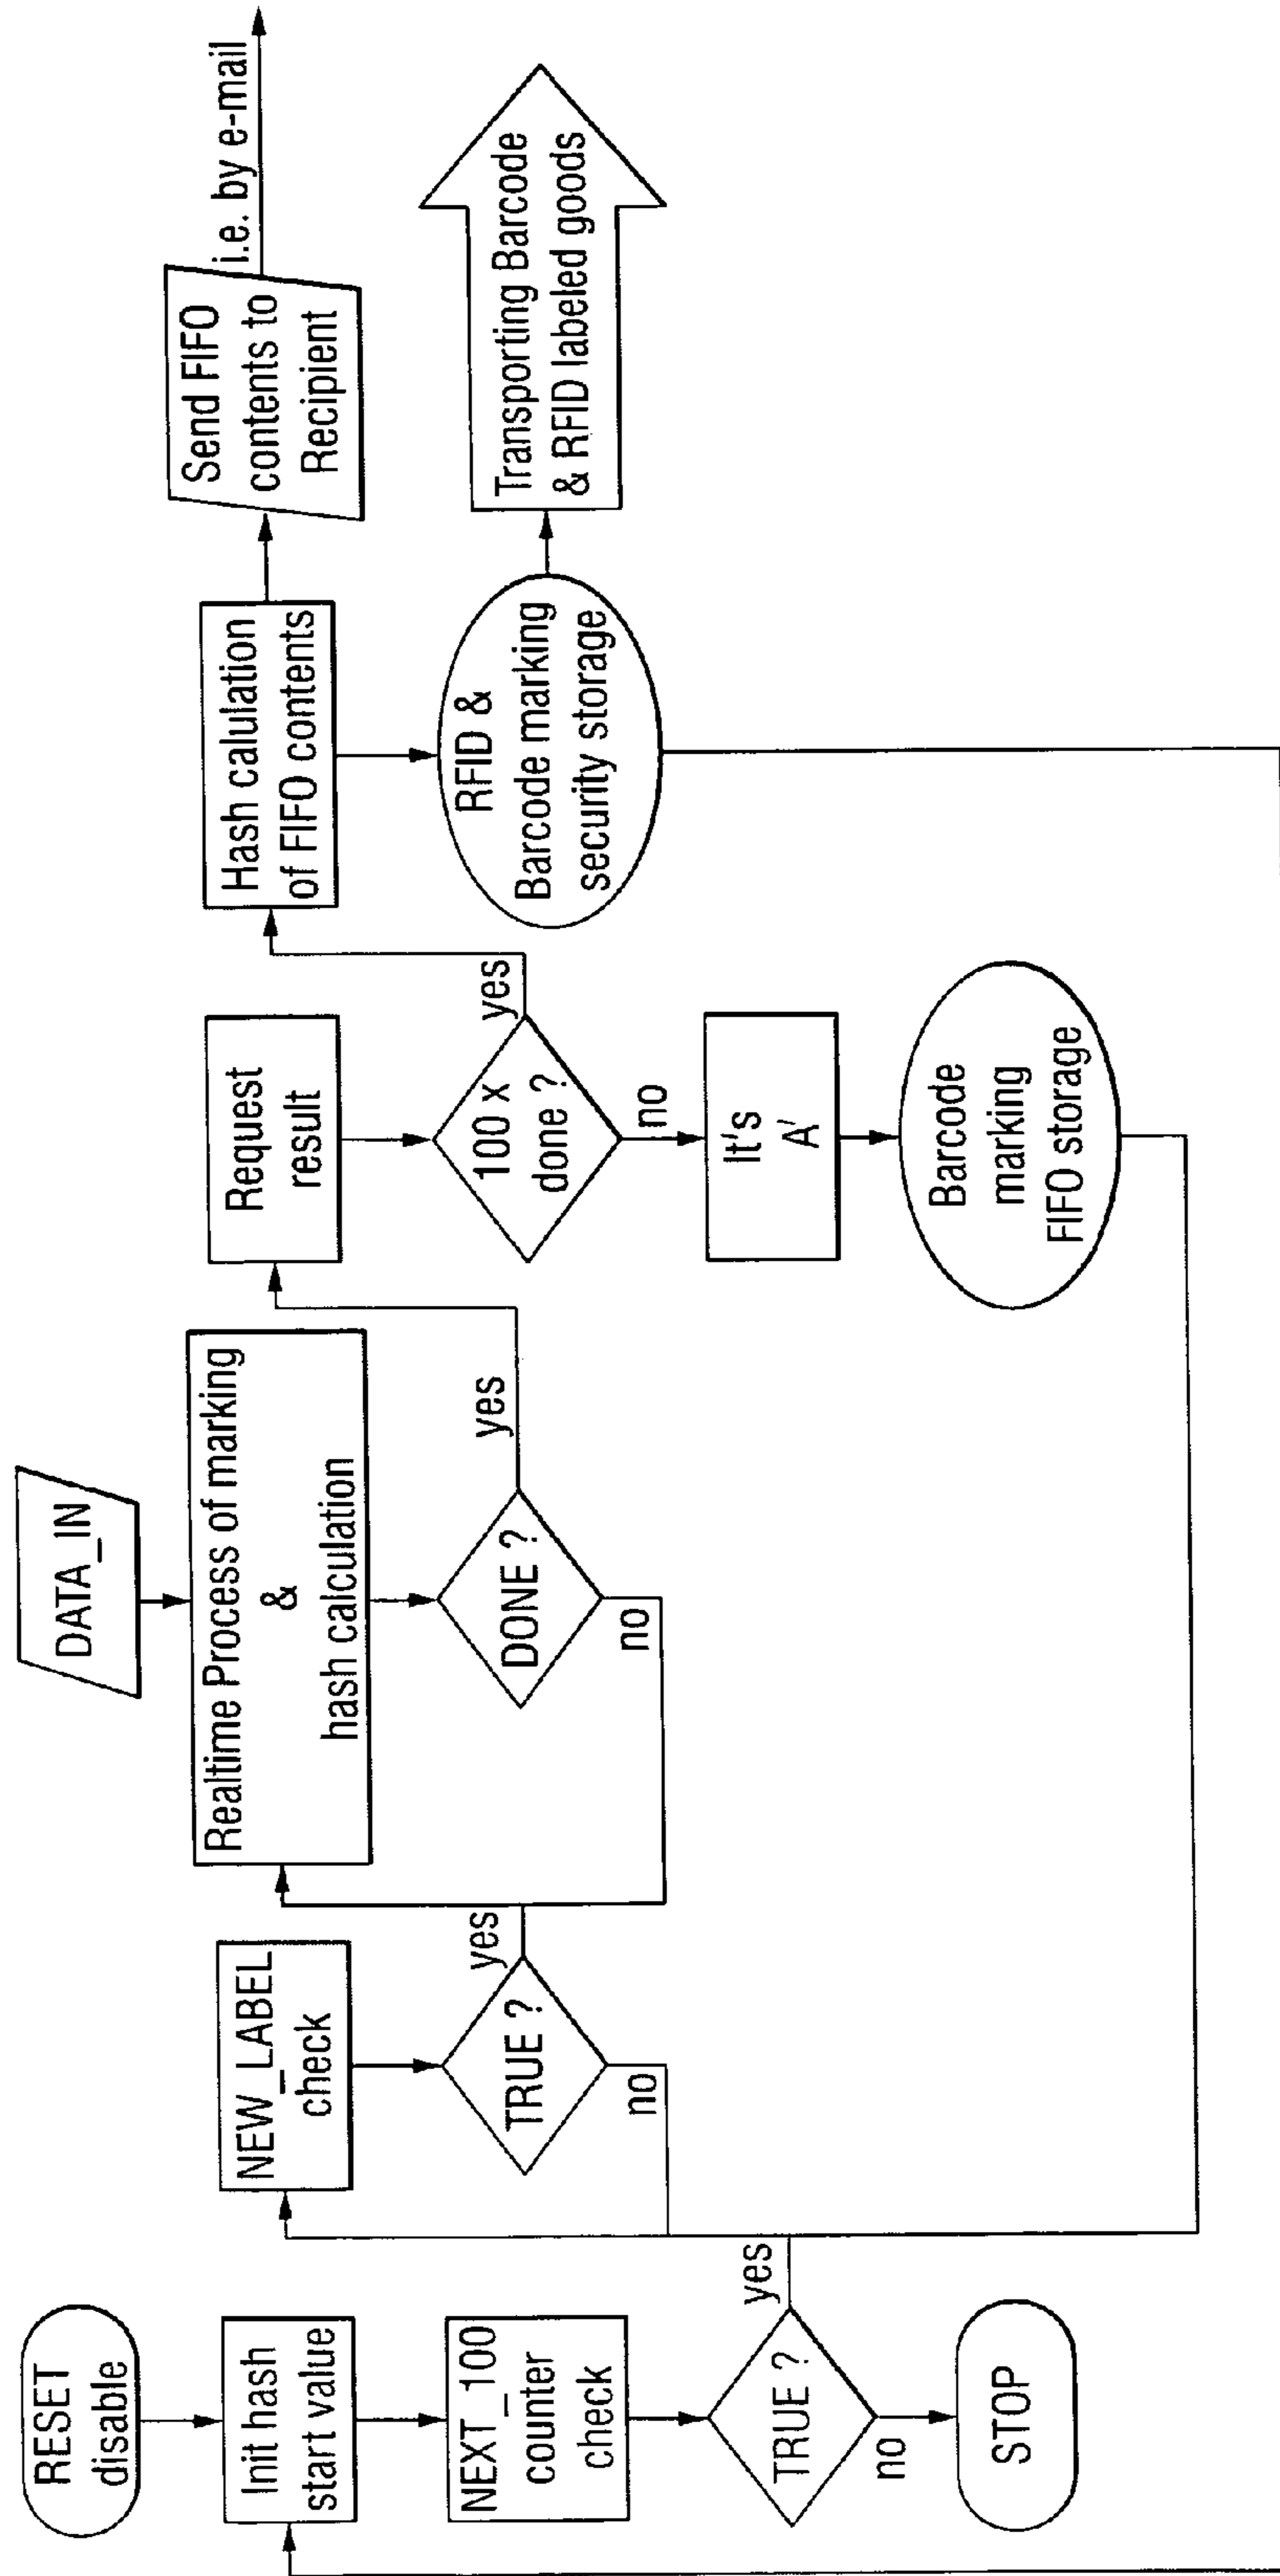 RESET
disable
Init hash
start value
NEXT_100
counter
check
TRUE ?
yes
no
STOP
NEW_LABEL
_check
TRUE ?
yes
no
DATA_IN
Realtime Process of marking
&
hash calculation
DONE ?
yes
no
Request
result
100 x
done ?
yes
no
It's
A'
Barcode
marking
FIFO storage
Hash calulation
of FIFO contents
RFID &
Barcode marking
security storage
Send FIFO
contents to
Recipient
i.e. by e-mail
Transporting Barcode
& RFID labeled goods